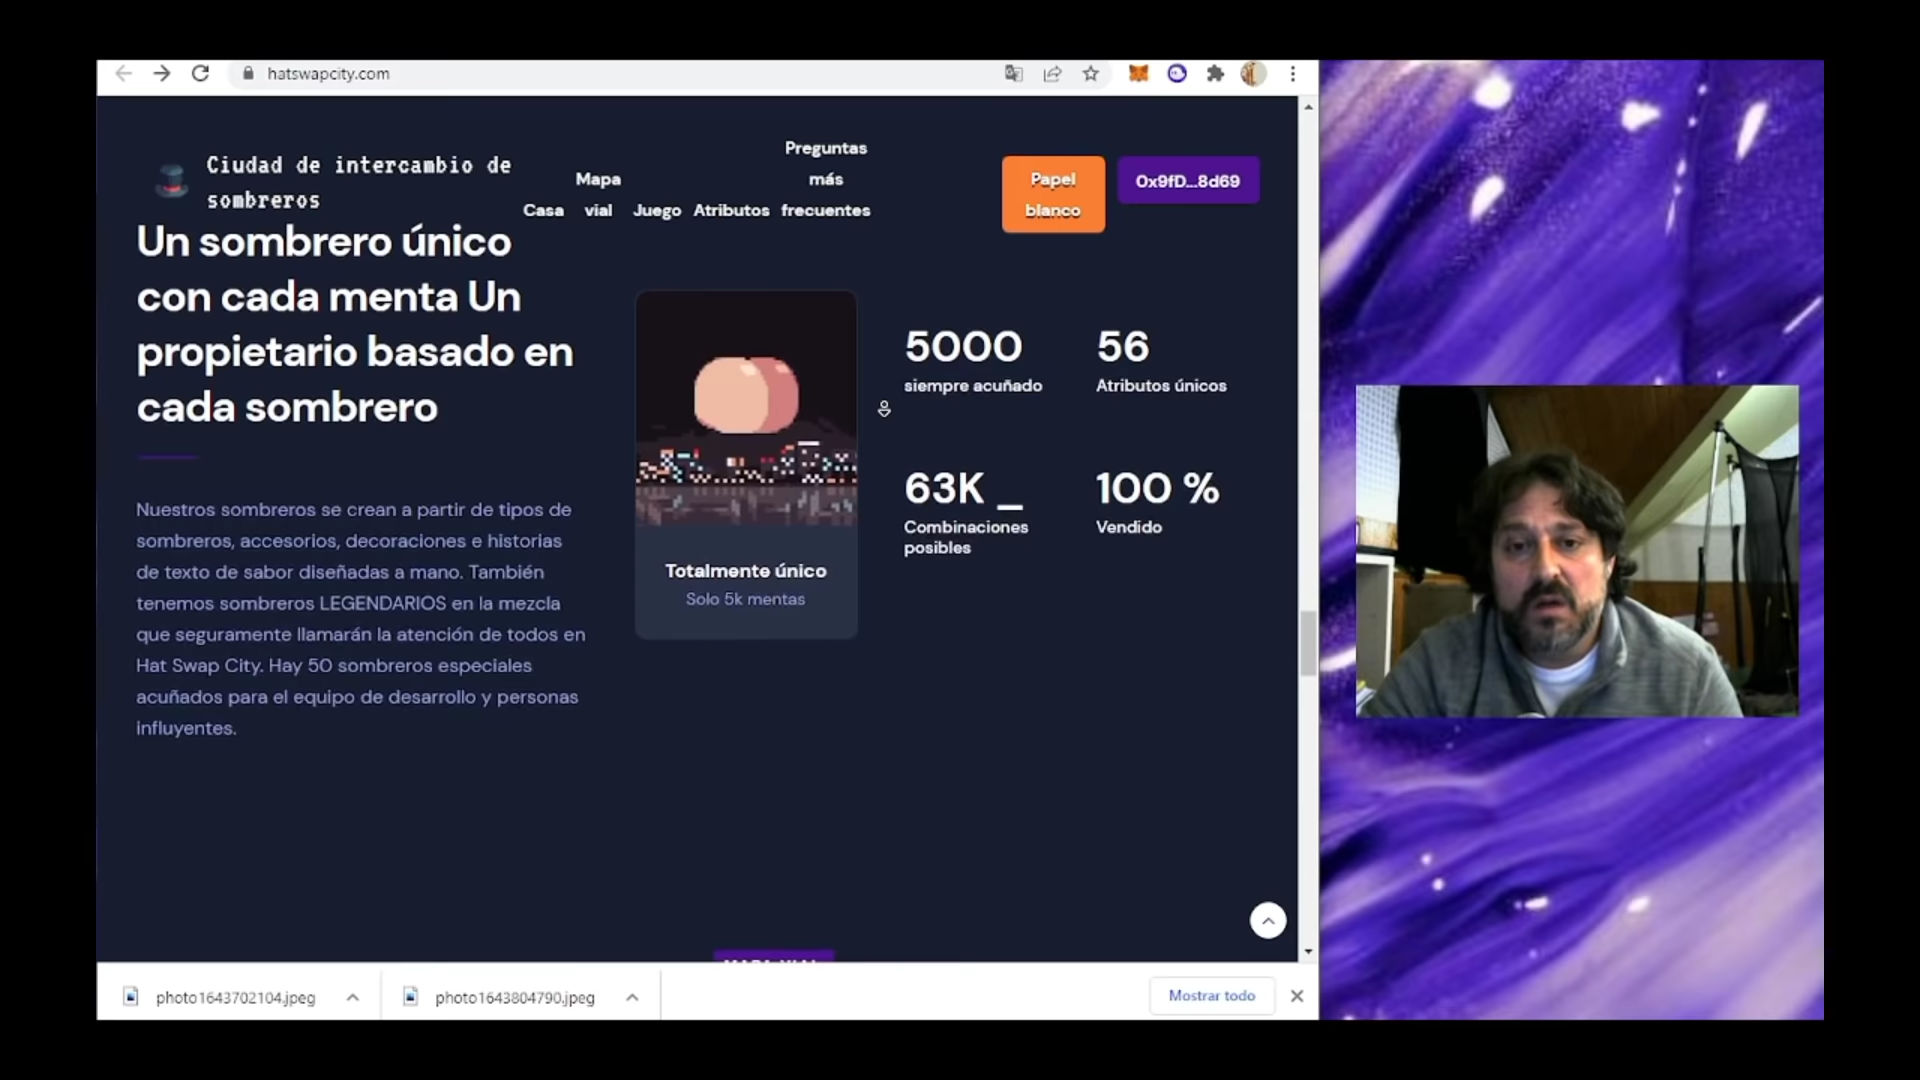 hatswapcity.com
Ciudad de intercambio de
sombreros
Casa
Mapa
vial
Juego
Atributos
Preguntas
más
frecuentes
Papel
blanco
0x9fD...8d69
Un sombrero único
con cada menta Un
propietario basado en
cada sombrero
Nuestros sombreros se crean a partir de tipos de
sombreros, accesorios, decoraciones e historias
de texto de sabor diseñadas a mano. También
tenemos sombreros LEGENDARIOS en la mezcla
que seguramente llamarán la atención de todos en
Hat Swap City. Hay 50 sombreros especiales
acuñados para el equipo de desarrollo y personas
influyentes.
Totalmente único
Solo 5k mentas
5000
siempre acuñado
56
Atributos únicos
63K _
Combinaciones
posibles
100 %
Vendido
photo1643702104.jpeg
photo1643804790.jpeg
Mostrar todo